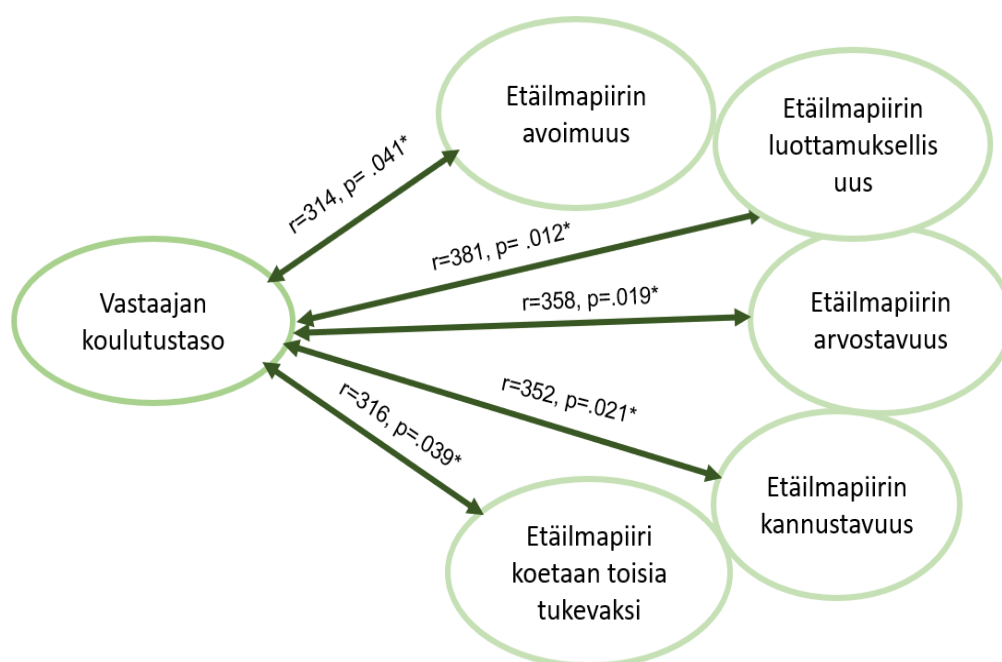 Etäilmapiirin
avoimuus
Etäilmapiirin
luottamuksellis
uus
r=314, p= .041*
r=381, p= .012*
r=358, p=.019*
Vastaajan
koulutustaso
Etäilmapiirin
arvostavuus
r=352, p=.021*
r=316, p=.039*
Etäilmapiirin
kannustavuus
Etäilmapiiri
koetaan toisia
tukevaksi